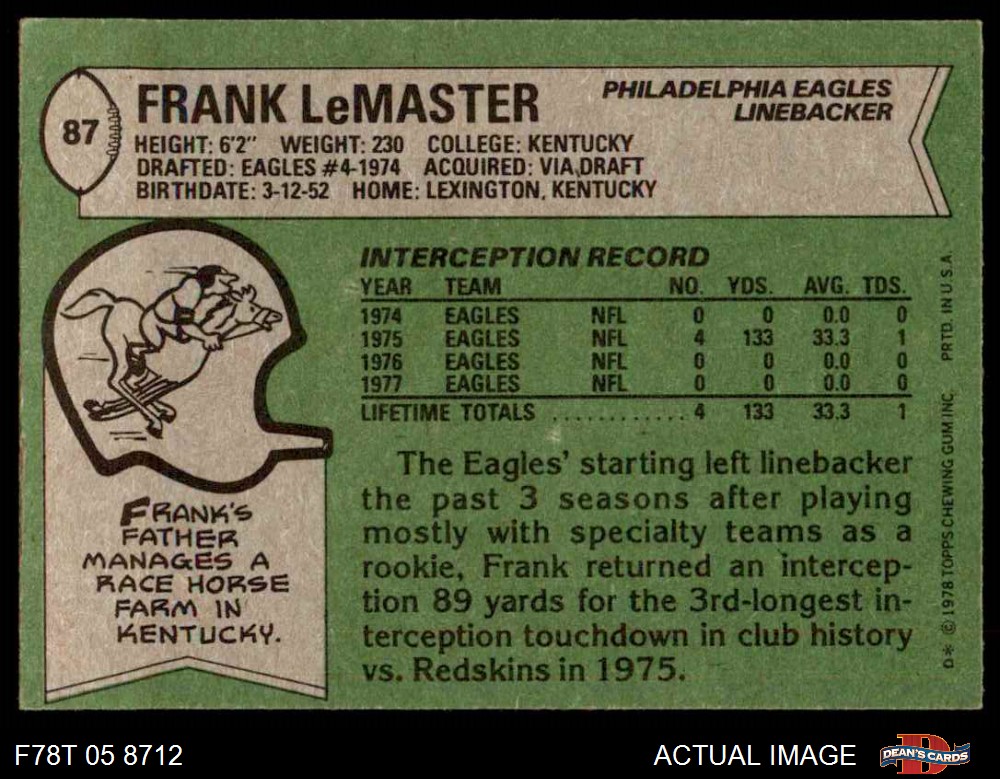 87
FRANK LeMASTER
PHILADELPHIA EAGLES
LINEBACKER
HEIGHT: 6'2" WEIGHT: 230 COLLEGE: KENTUCKY
DRAFTED: EAGLES #4-1974 ACQUIRED: VIA DRAFT
BIRTHDATE: 3-12-52 HOME: LEXINGTON, KENTUCKY
INTERCEPTION RECORD
YEAR TEAM NO. YDS. AVG. TDS.
1974 EAGLES NFL 0 0 0.0 0
1975 EAGLES NFL 4 133 33.3 1
1976 EAGLES NFL 0 0 0.0 0
1977 EAGLES NFL 0 0 0.0 0
LIFETIME TOTALS ............ 4 133 33.3 1
The Eagles' starting left linebacker
the past 3 seasons after playing
mostly with specialty teams as a
rookie, Frank returned an intercep-
tion 89 yards for the 3rd-longest in-
terception touchdown in club history
vs. Redskins in 1975.
FRANK'S
FATHER
MANAGES A
RACE HORSE
FARM IN
KENTUCKY.
D* © 1978 TOPPS CHEWING GUM INC. PRTD. IN U.S.A.
F78T 05 8712
ACTUAL IMAGE
DEAN'S CARDS